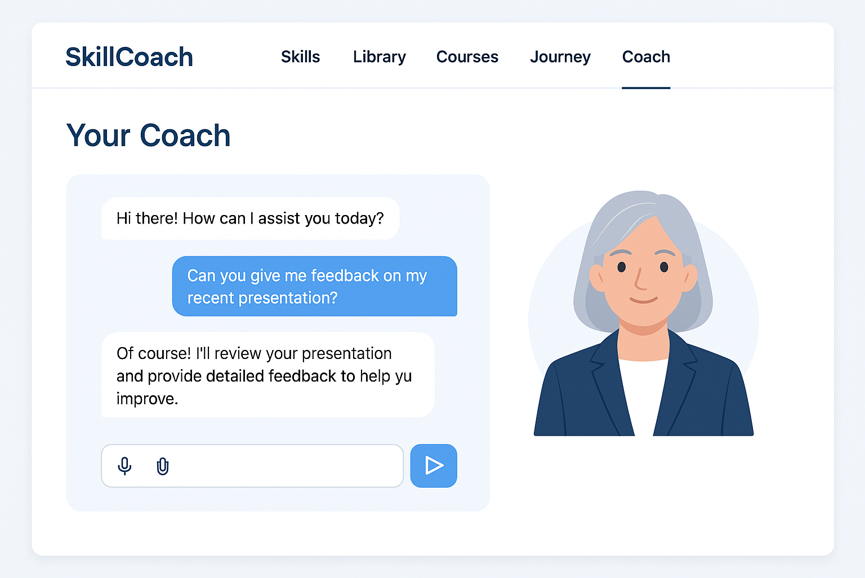 SkillCoach
Skills Library Courses Journey Coach
Your Coach
Hi there! How can I assist you today?
Can you give me feedback on my
recent presentation?
Of course! I'll review your presentation
and provide detailed feedback to help yu
improve.